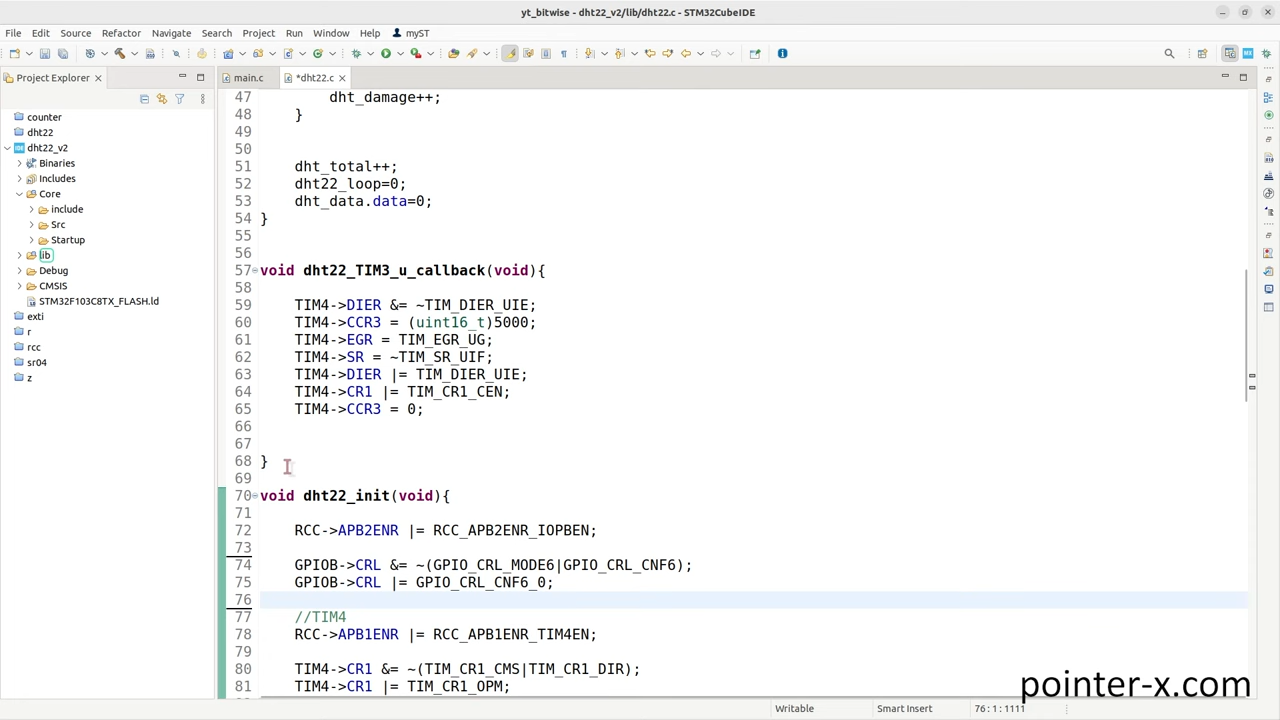 yt_bitwise - dht22_v2/lib/dht22.c - STM32CubeIDE
File Edit Source Refactor Navigate Search Project Run Window Help myST
Project Explorer
main.c
*dht22.c
counter
dht22
dht22_v2
Binaries
Includes
Core
include
Src
Startup
lib
Debug
CMSIS
STM32F103C8TX_FLASH.ld
exti
r
rcc
sr04
z
47 dht_damage++;
48 }
49
50
51 dht_total++;
52 dht22_loop=0;
53 dht_data.data=0;
54 }
55
56
57 void dht22_TIM3_u_callback(void){
58
59 TIM4->DIER &= ~TIM_DIER_UIE;
60 TIM4->CCR3 = (uint16_t)5000;
61 TIM4->EGR = TIM_EGR_UG;
62 TIM4->SR = ~TIM_SR_UIF;
63 TIM4->DIER |= TIM_DIER_UIE;
64 TIM4->CR1 |= TIM_CR1_CEN;
65 TIM4->CCR3 = 0;
66
67
68 }
69
70 void dht22_init(void){
71
72 RCC->APB2ENR |= RCC_APB2ENR_IOPBEN;
73
74 GPIOB->CRL &= ~(GPIO_CRL_MODE6|GPIO_CRL_CNF6);
75 GPIOB->CRL |= GPIO_CRL_CNF6_0;
76
77 //TIM4
78 RCC->APB1ENR |= RCC_APB1ENR_TIM4EN;
79
80 TIM4->CR1 &= ~(TIM_CR1_CMS|TIM_CR1_DIR);
81 TIM4->CR1 |= TIM_CR1_OPM;
pointer-x.com
Writable
Smart Insert
76 : 1 : 1111